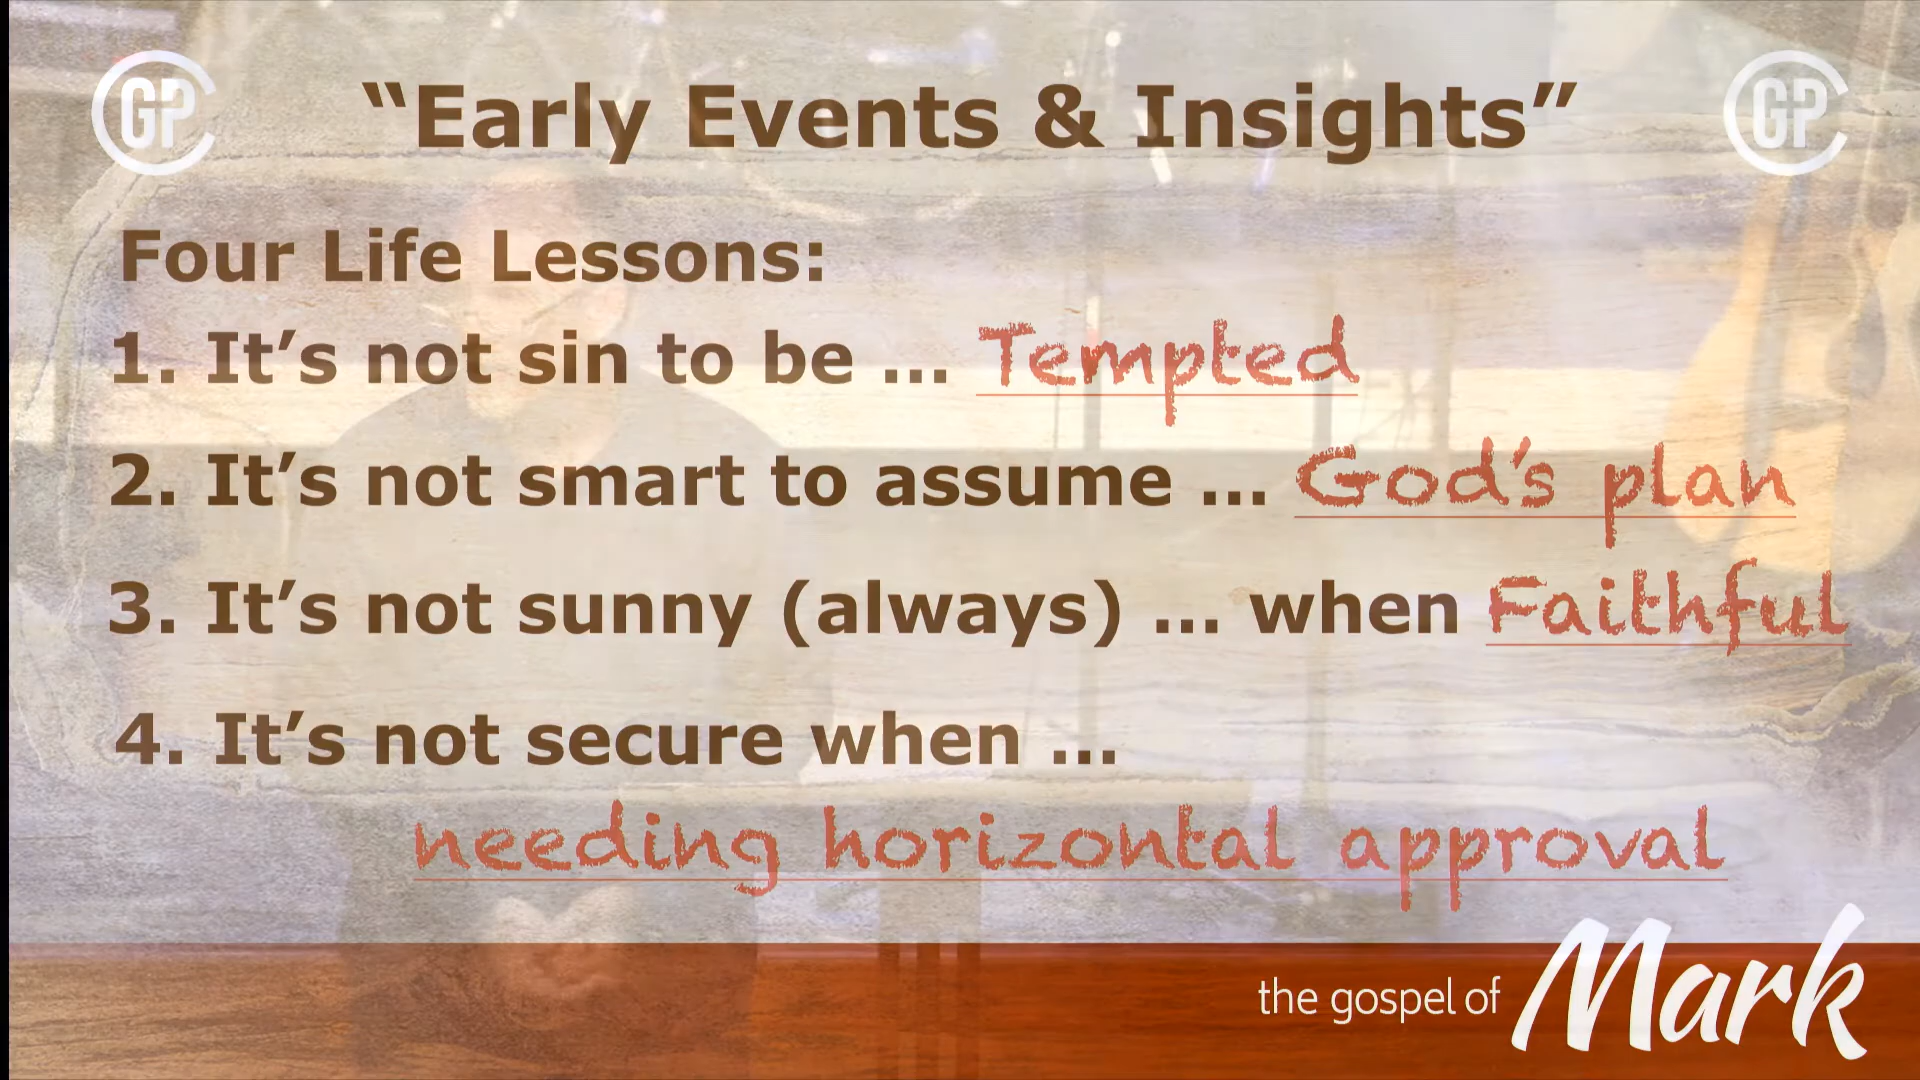 GPC “Early Events & Insights” GPC
Four Life Lessons:
1. It’s not sin to be ... Tempted
2. It’s not smart to assume ... God’s plan
3. It’s not sunny (always) ... when Faithful
4. It’s not secure when ...
needing horizontal approval
the gospel of Mark